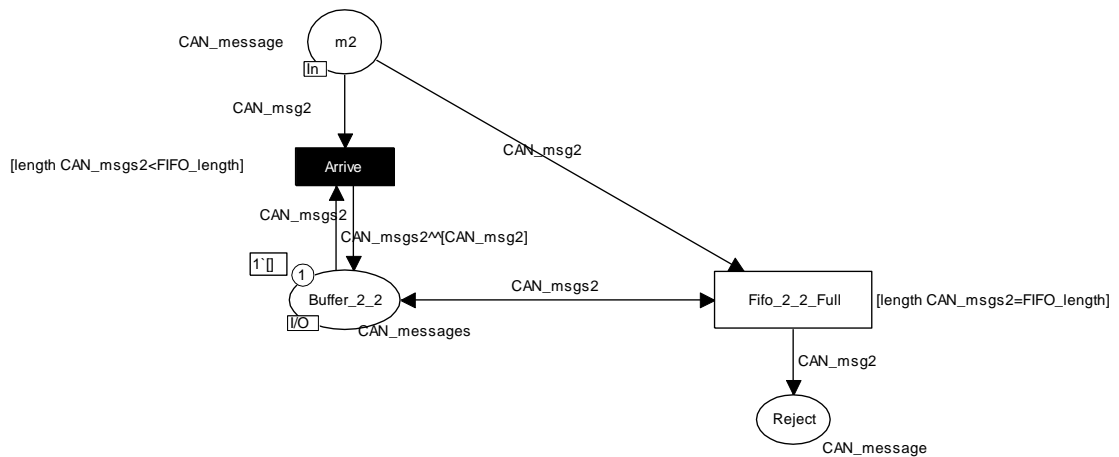 CAN_message
m2
In
CAN_msg2
CAN_msg2
[length CAN_msgs2<FIFO_length]
Arrive
CAN_msgs2
CAN_msgs2^^[CAN_msg2]
1`[]
1
Buffer_2_2
I/O
CAN_messages
CAN_msgs2
Fifo_2_2_Full
[length CAN_msgs2=FIFO_length]
CAN_msg2
Reject
CAN_message